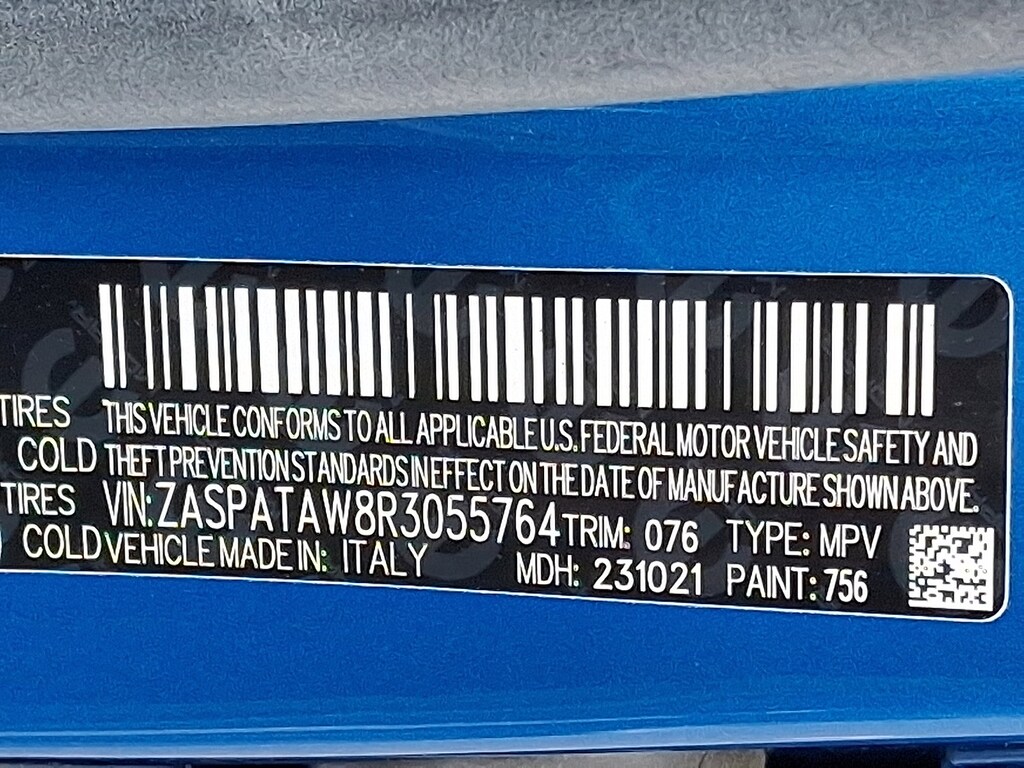 TIRES THIS VEHICLE CONFORMS TO ALL APPLICABLE U.S. FEDERAL MOTOR VEHICLE SAFETY AND
COLD THEFT PREVENTION STANDARDS IN EFFECT ON THE DATE OF MANUFACTURE SHOWN ABOVE.
TIRES VIN: ZASPATAW8R3055764 TRIM: 076 TYPE: MPV
COLD VEHICLE MADE IN: ITALY MDH: 231021 PAINT: 756